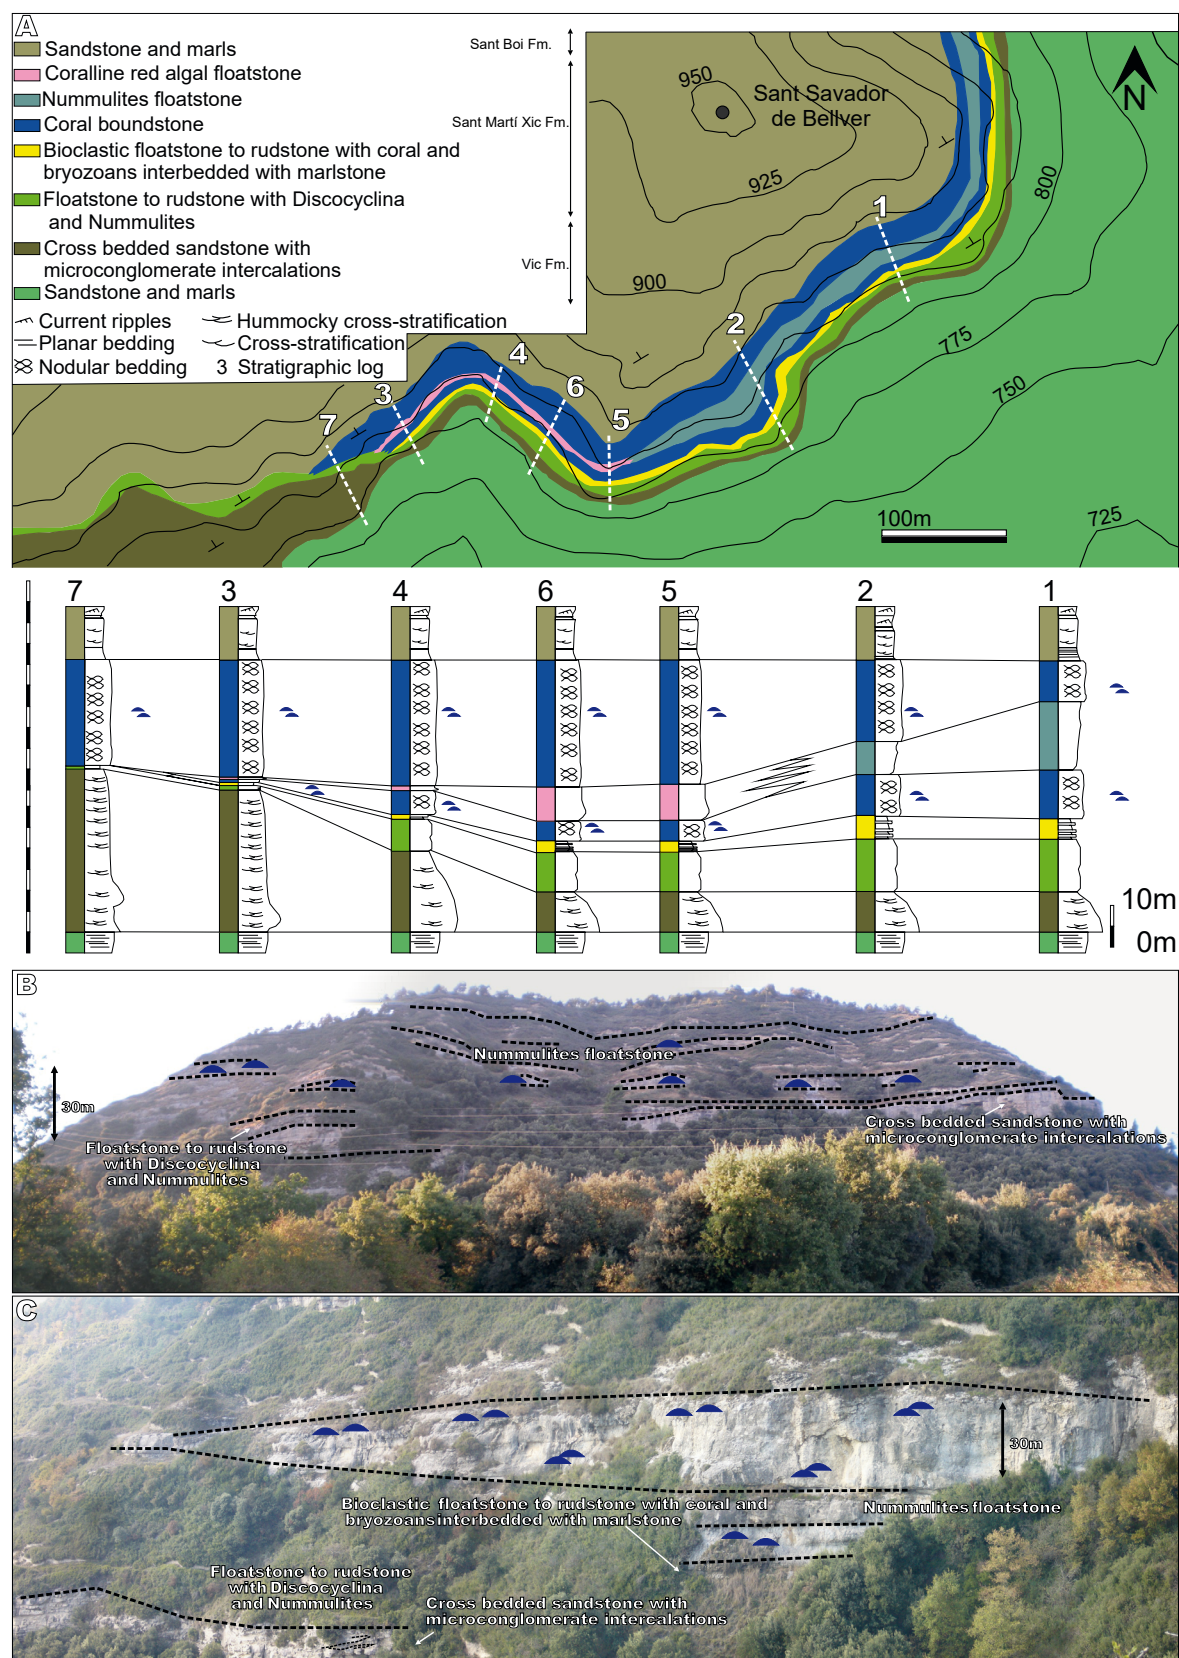 A
Sandstone and marls
Coralline red algal floatstone
Nummulites floatstone
Coral boundstone
Bioclastic floatstone to rudstone with coral and
bryozoans interbedded with marlstone
Floatstone to rudstone with Discocyclina
and Nummulites
Cross bedded sandstone with
microconglomerate intercalations
Sandstone and marls
Sant Boi Fm.
Sant Martí Xic Fm.
Vic Fm.
Current ripples
Hummocky cross-stratification
Planar bedding
Cross-stratification
Nodular bedding
3 Stratigraphic log
950
Sant Savador
de Bellver
N
925
800
900
1
2
775
750
4
3
6
7
5
100m
725
7 3 4 6 5 2 1
10m
0m
B
Nummulites floatstone
30m
Floatstone to rudstone
with Discocyclina
and Nummulites
Cross bedded sandstone with
microconglomerate intercalations
C
30m
Bioclastic floatstone to rudstone with coral and
bryozoansinterbedded with marlstone
Nummulites floatstone
Floatstone to rudstone
with Discocyclina
and Nummulites
Cross bedded sandstone with
microconglomerate intercalations